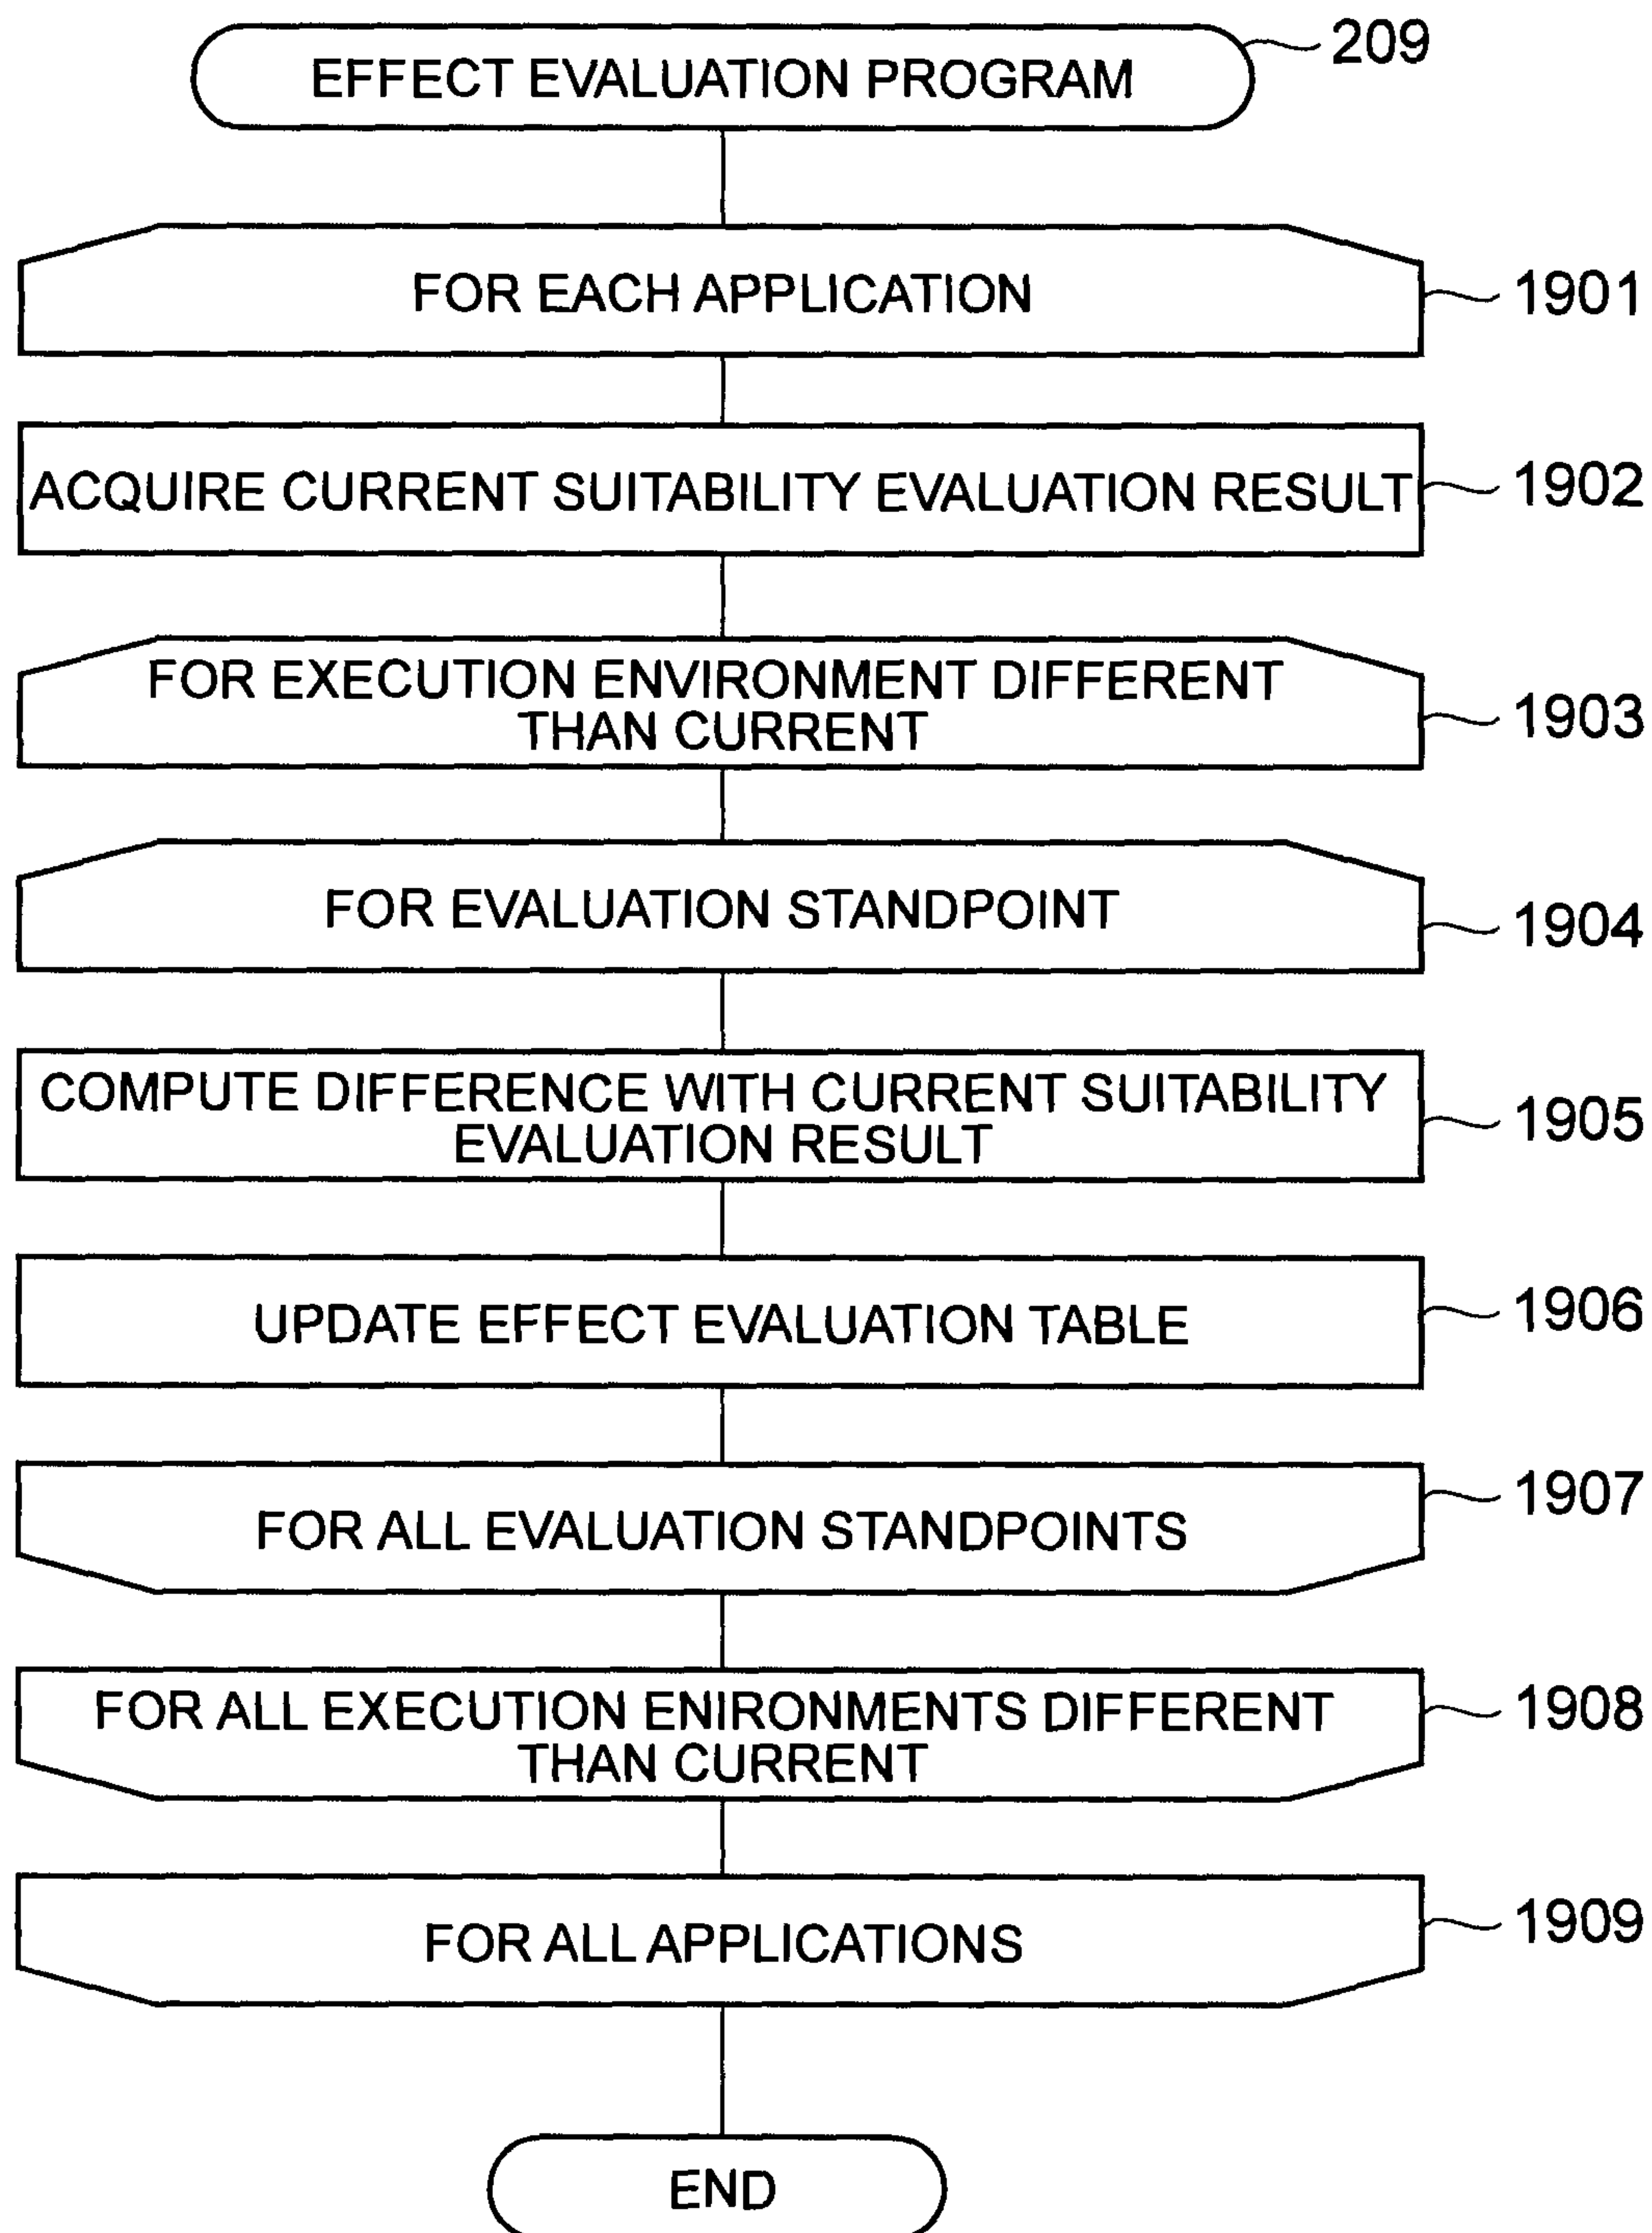 EFFECT EVALUATION PROGRAM
209
FOR EACH APPLICATION
1901
ACQUIRE CURRENT SUITABILITY EVALUATION RESULT
1902
FOR EXECUTION ENVIRONMENT DIFFERENT
THAN CURRENT
1903
FOR EVALUATION STANDPOINT
1904
COMPUTE DIFFERENCE WITH CURRENT SUITABILITY
EVALUATION RESULT
1905
UPDATE EFFECT EVALUATION TABLE
1906
FOR ALL EVALUATION STANDPOINTS
1907
FOR ALL EXECUTION ENIRONMENTS DIFFERENT
THAN CURRENT
1908
FOR ALL APPLICATIONS
1909
END